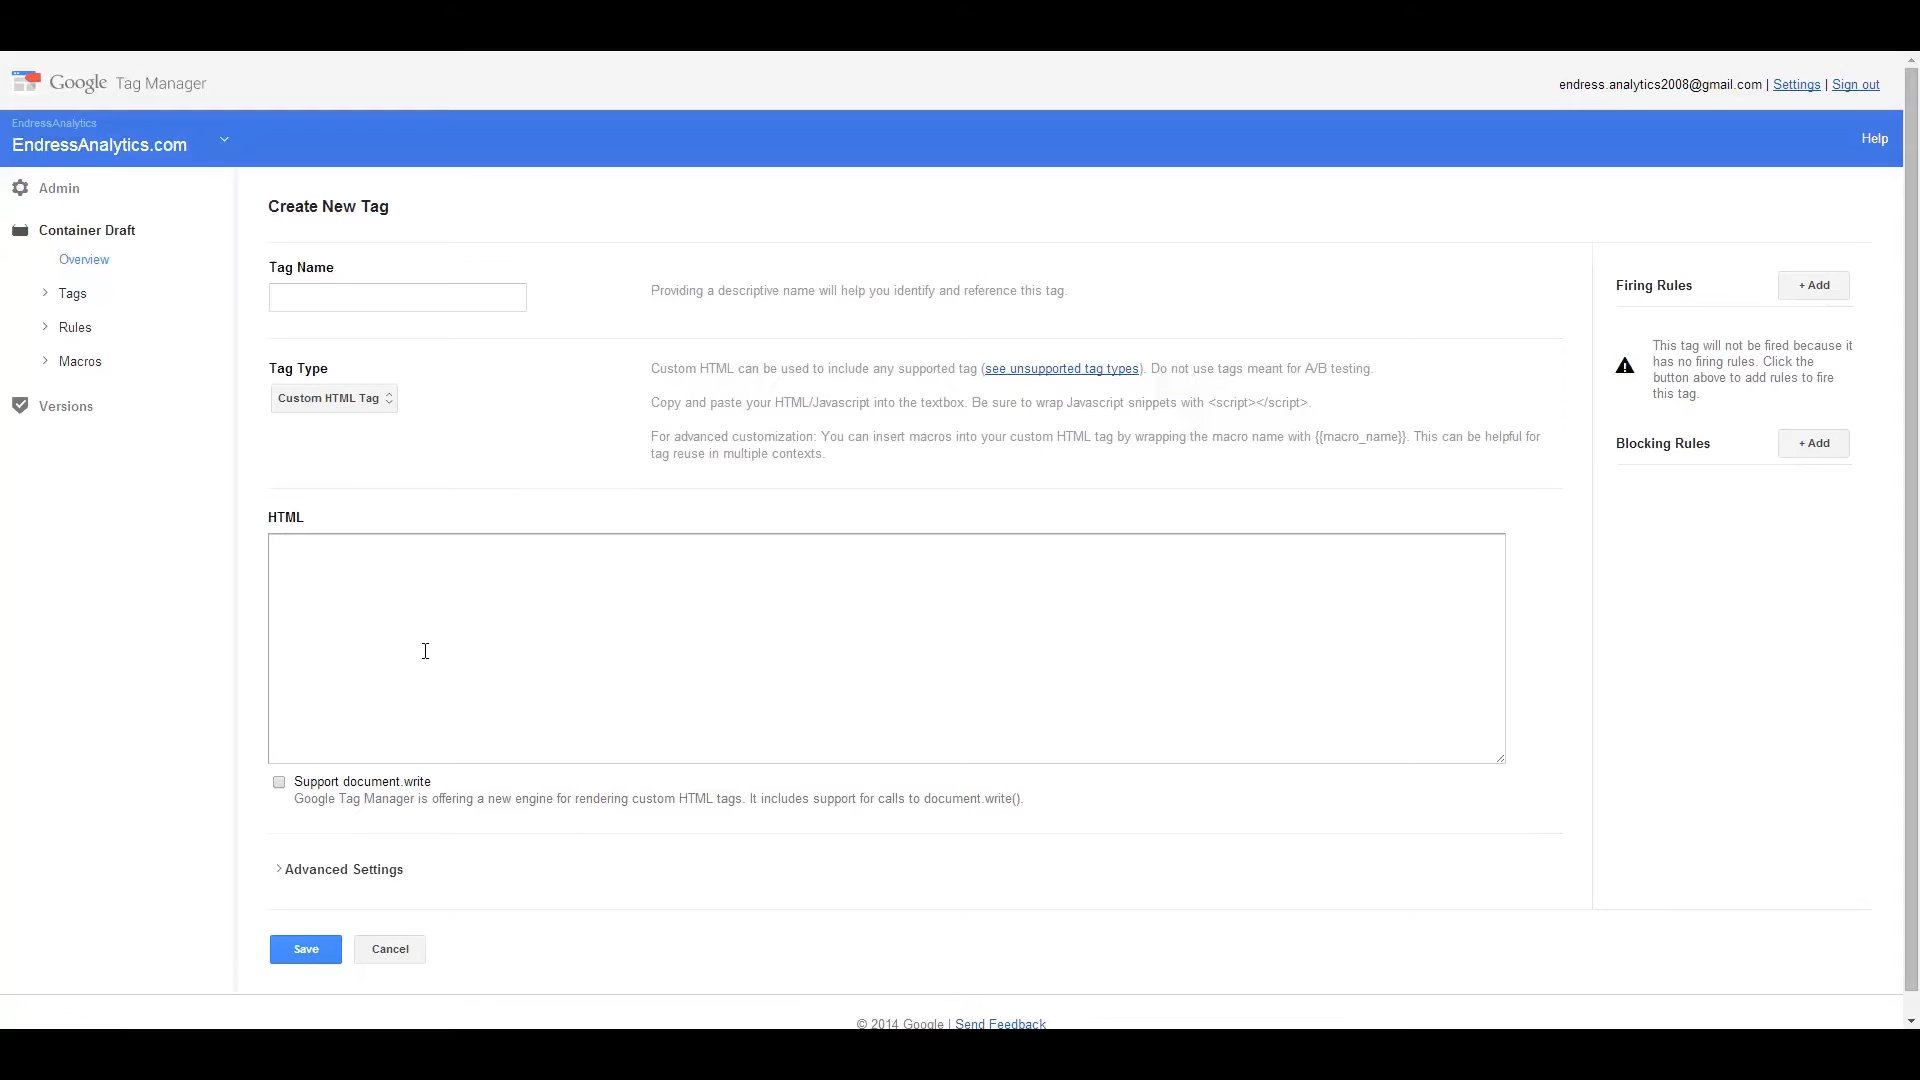 Google Tag Manager
endress.analytics2008@gmail.com | Settings | Sign out
EndressAnalytics
EndressAnalytics.com
Help
Admin
Container Draft
Overview
Tags
Rules
Macros
Versions
Create New Tag
Tag Name
Providing a descriptive name will help you identify and reference this tag.
Tag Type
Custom HTML Tag
Custom HTML can be used to include any supported tag (see unsupported tag types). Do not use tags meant for A/B testing.
Copy and paste your HTML/Javascript into the textbox. Be sure to wrap Javascript snippets with <script></script>.
For advanced customization: You can insert macros into your custom HTML tag by wrapping the macro name with {{macro_name}}. This can be helpful for
tag reuse in multiple contexts.
HTML
Support document.write
Google Tag Manager is offering a new engine for rendering custom HTML tags. It includes support for calls to document.write().
Advanced Settings
Save
Cancel
Firing Rules
+ Add
This tag will not be fired because it
has no firing rules. Click the
button above to add rules to fire
this tag.
Blocking Rules
+ Add
© 2014 Google | Send Feedback